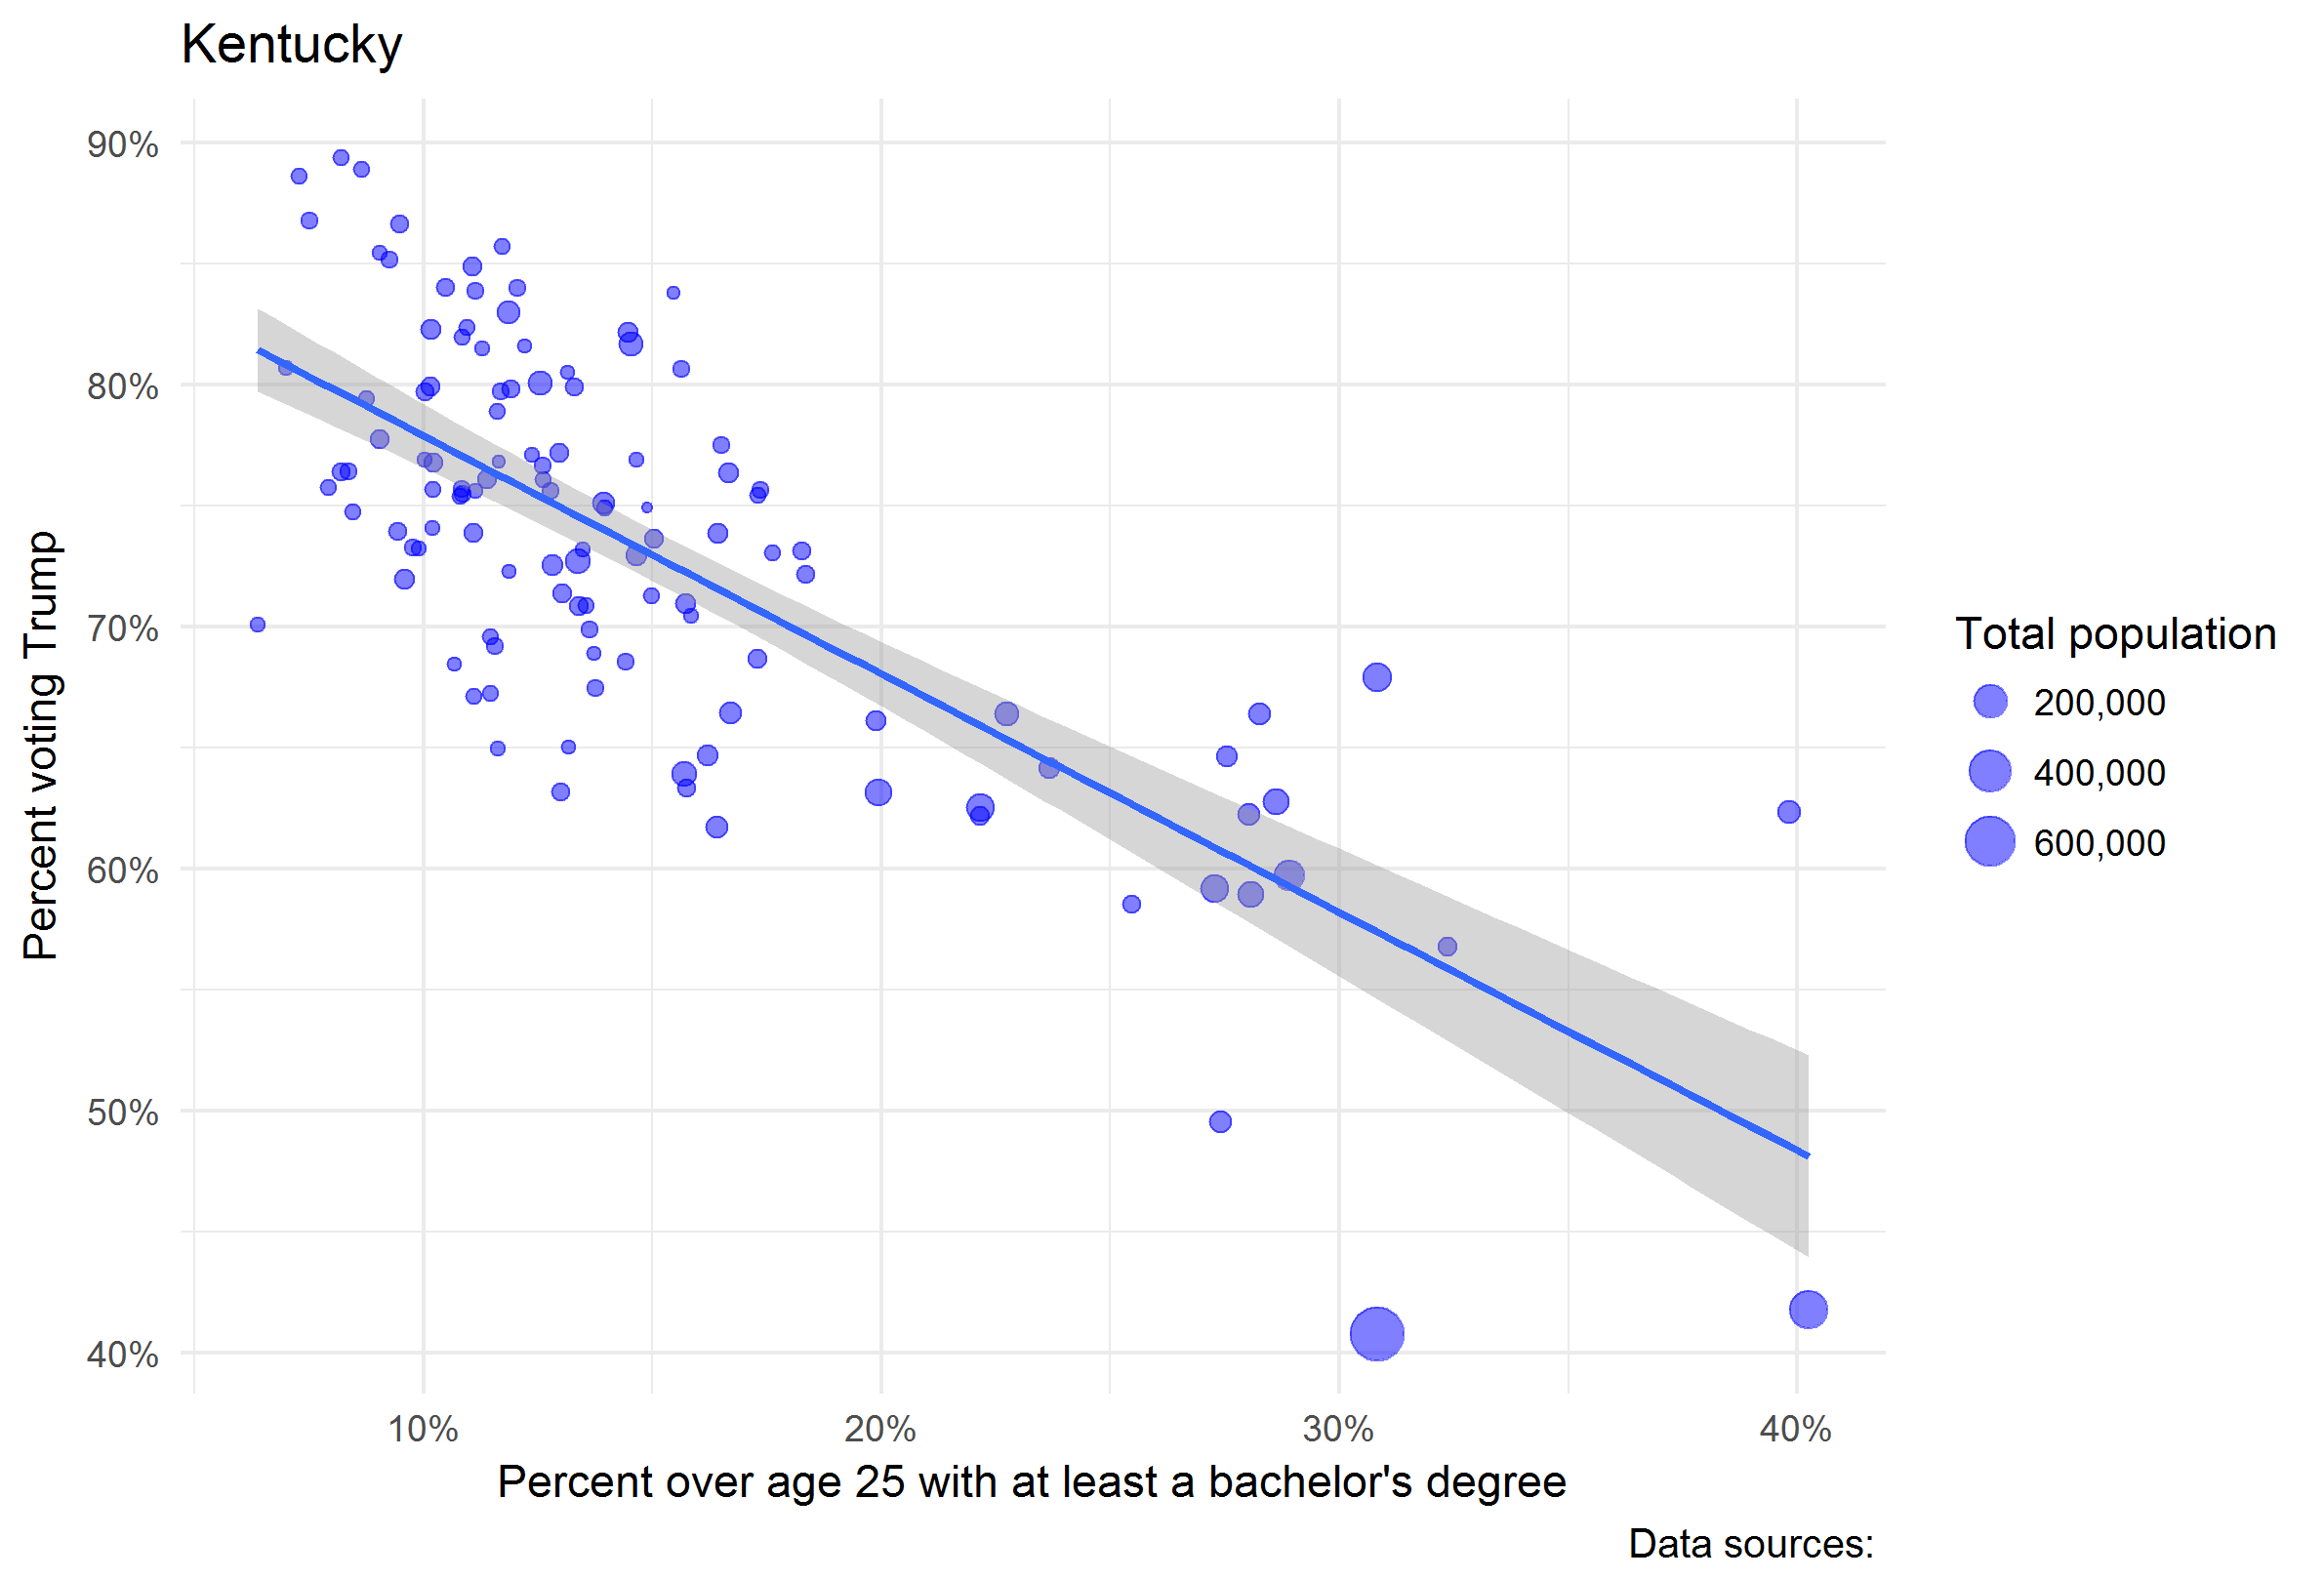 Kentucky
90%
80%
70%
60%
50%
40%
Percent voting Trump
10%
20%
30%
40%
Percent over age 25 with at least a bachelor's degree
Total population
200,000
400,000
600,000
Data sources: